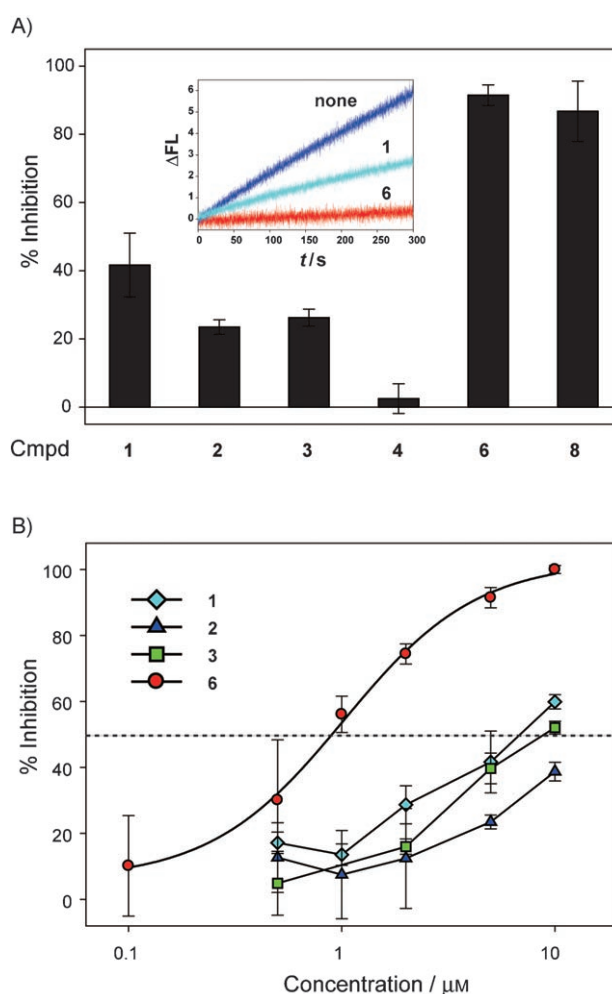 A)
100
80
60
40
20
0
% Inhibition
6
5
4
3
2
1
0
ΔFL
none
1
6
0 50 100 150 200 250 300
t / s
Cmpd 1 2 3 4 6 8
B)
100
80
60
40
20
0
% Inhibition
1
2
3
6
0.1 1 10
Concentration / μM